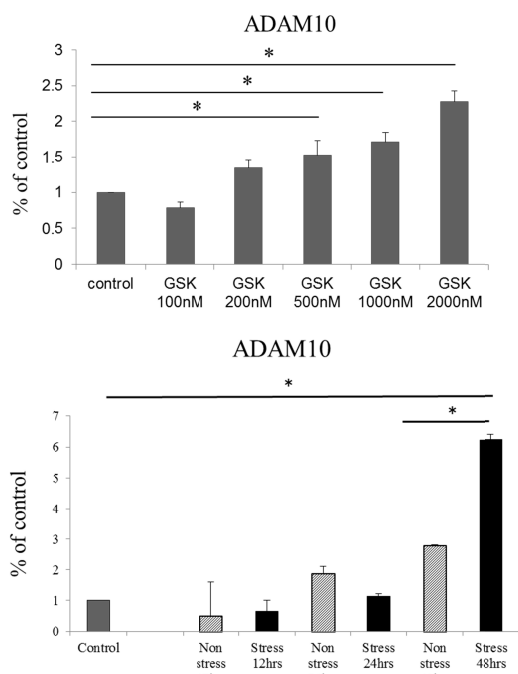 ADAM10
3
2.5
2
1.5
1
0.5
0
% of control
*
*
*
control GSK GSK GSK GSK GSK
100nM 200nM 500nM 1000nM 2000nM
ADAM10
7
6
5
4
3
2
1
0
% of control
*
*
Control Non Stress Non Stress Non Stress
stress 12hrs stress 24hrs stress 48hrs